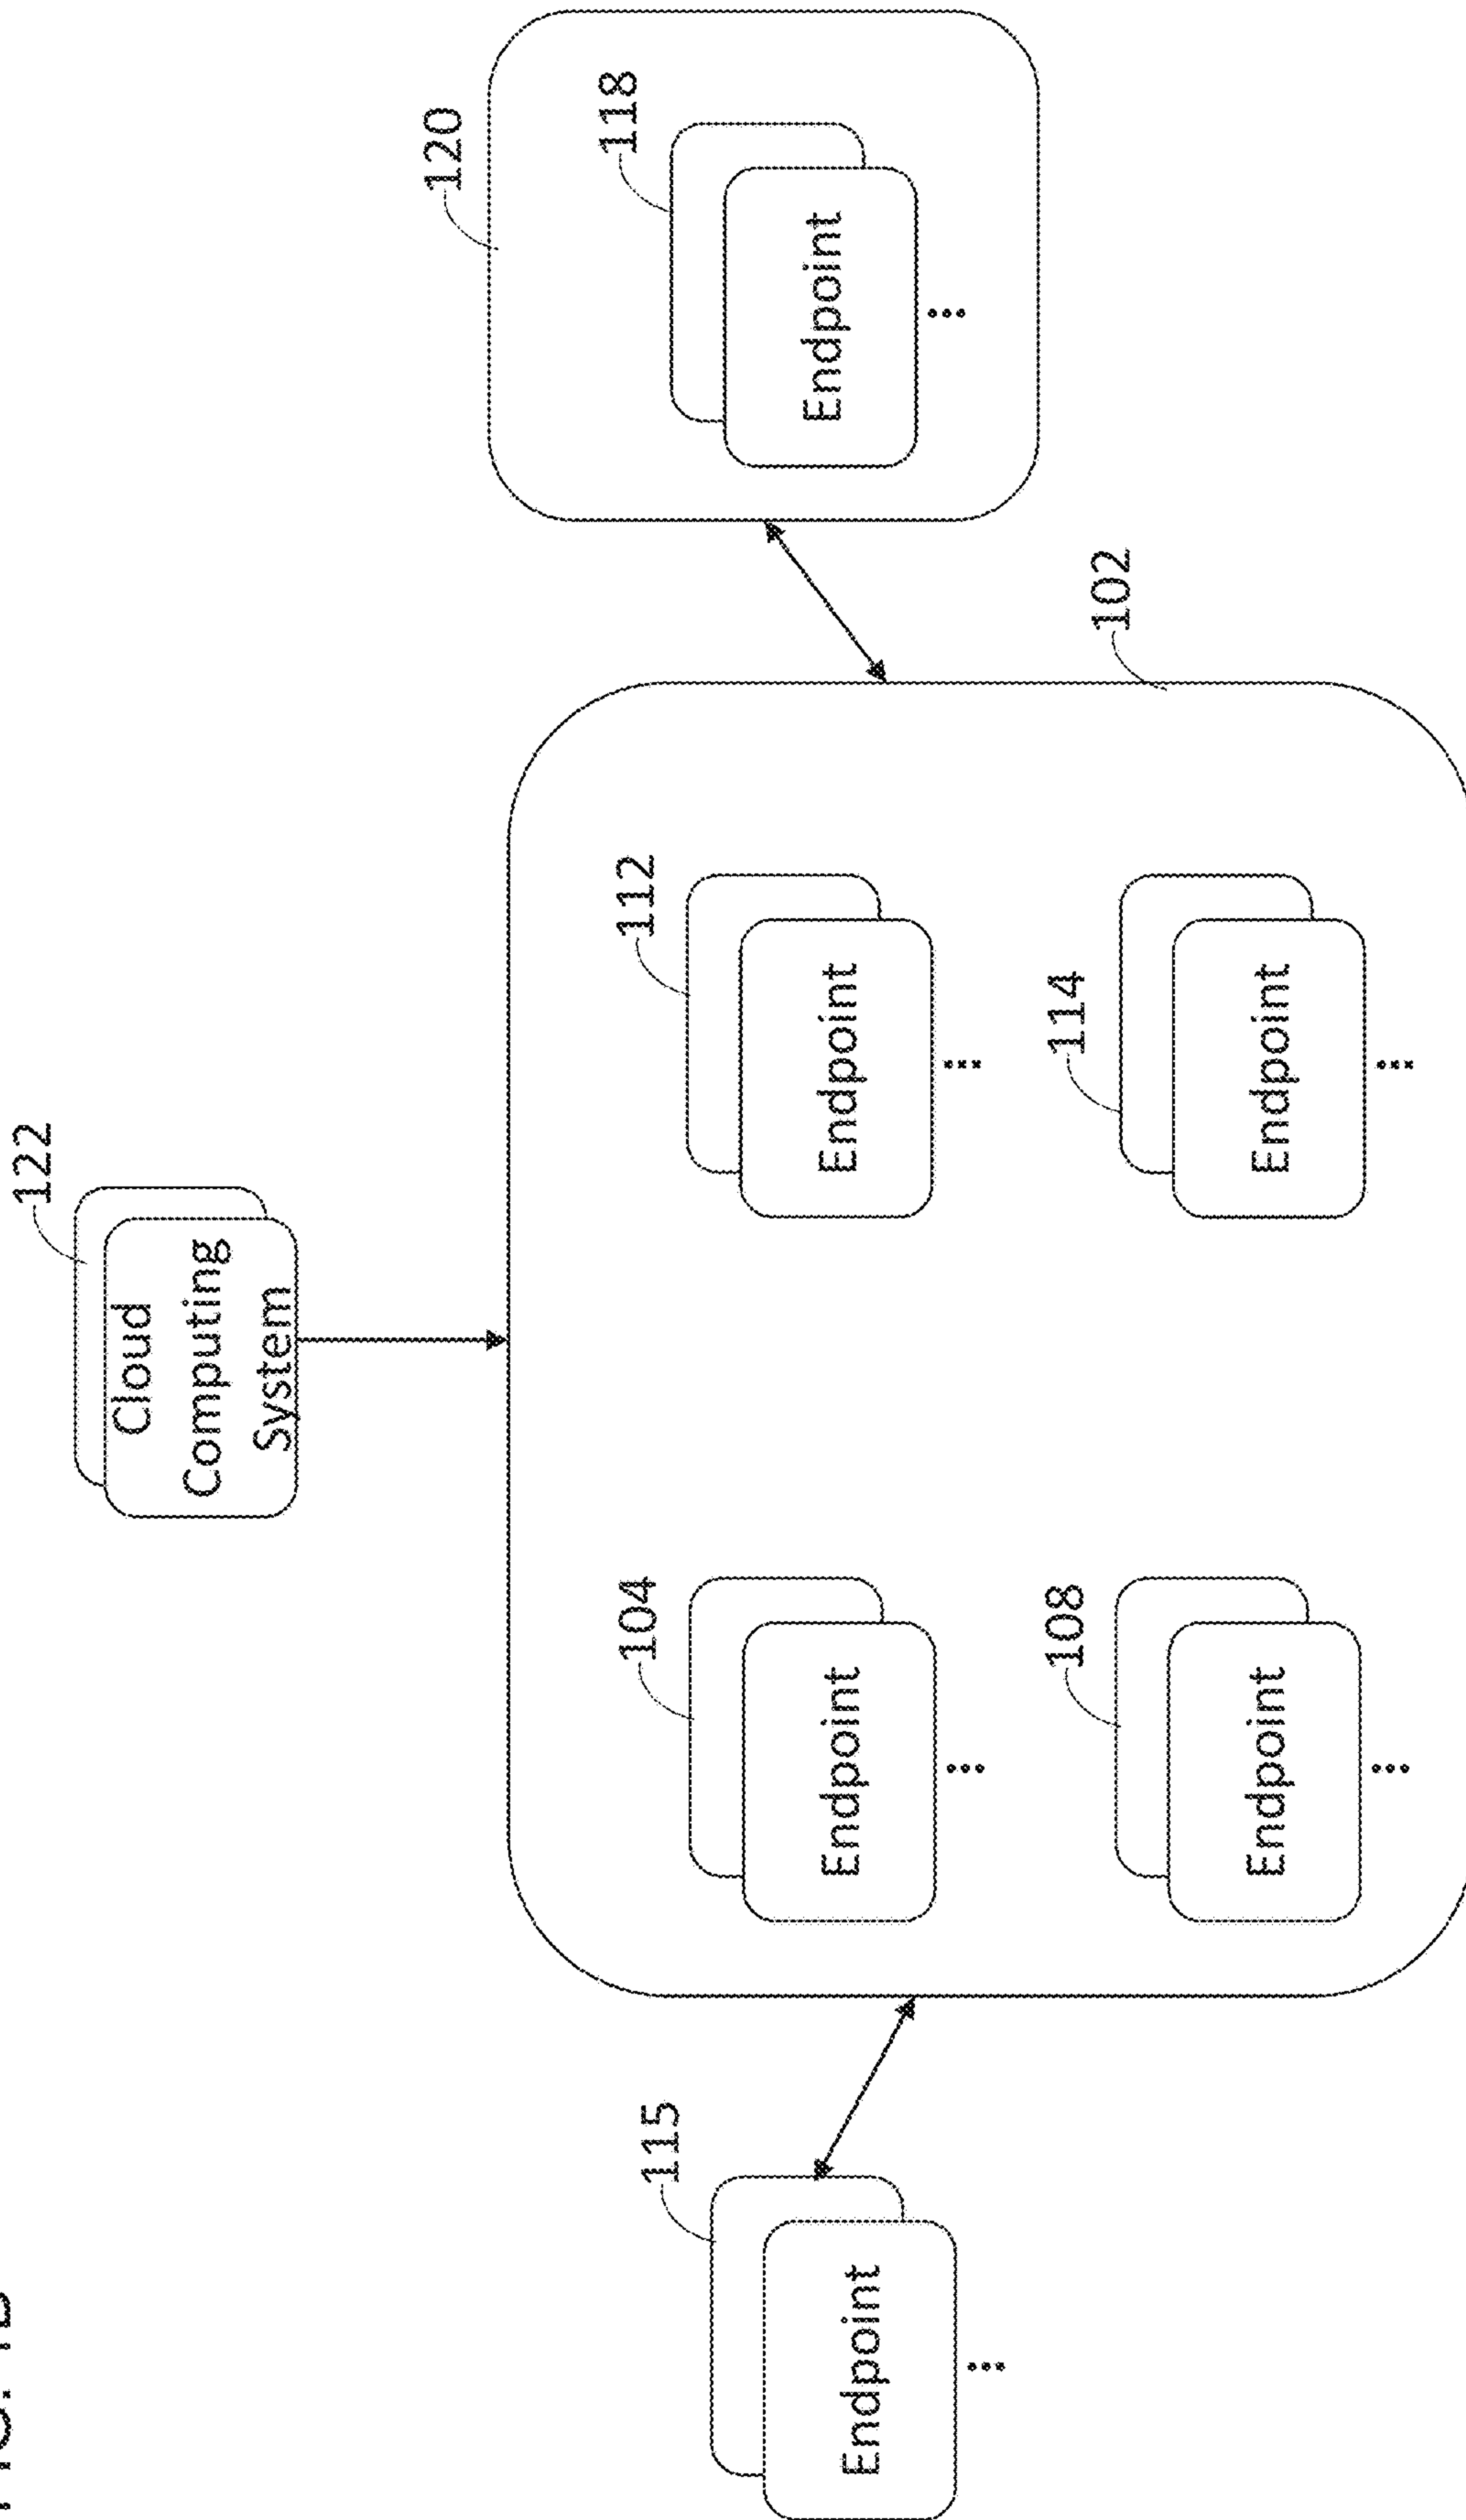 122
Cloud
Computing
System
120
118
Endpoint
115
Endpoint
104
Endpoint
112
Endpoint
102
108
Endpoint
114
Endpoint